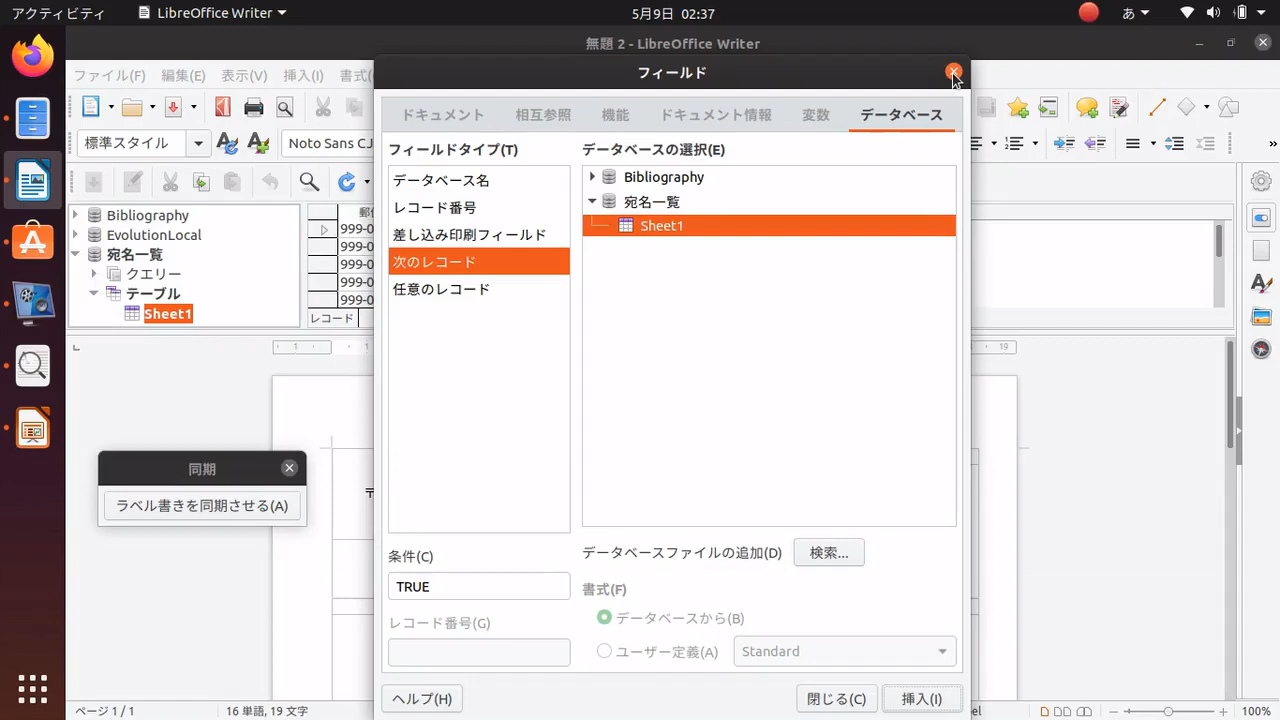 アクティビティ LibreOffice Writer 5月9日 02:37 あ
無題 2 - LibreOffice Writer
フィールド
ファイル(F) 編集(E) 表示(V) 挿入(I) 書式(
ドキュメント 相互参照 機能 ドキュメント情報 変数 データベース
標準スタイル Noto Sans CJ
フィールドタイプ(T) データベースの選択(E)
データベース名
レコード番号
差し込み印刷フィールド
次のレコード
任意のレコード
Bibliography
宛名一覧
Sheet1
Bibliography
EvolutionLocal
宛名一覧
クエリー
テーブル
Sheet1
郵
999-0
999-0
999-0
999-0
999-0
レコード
1 1 19
同期
ラベル書きを同期させる(A)
〒
条件(C)
TRUE
レコード番号(G)
データベースファイルの追加(D) 検索...
書式(F)
データベースから(B)
ユーザー定義(A) Standard
ヘルプ(H) 閉じる(C) 挿入(I)
ページ 1 / 1 16 単語, 19 文字 el 100%